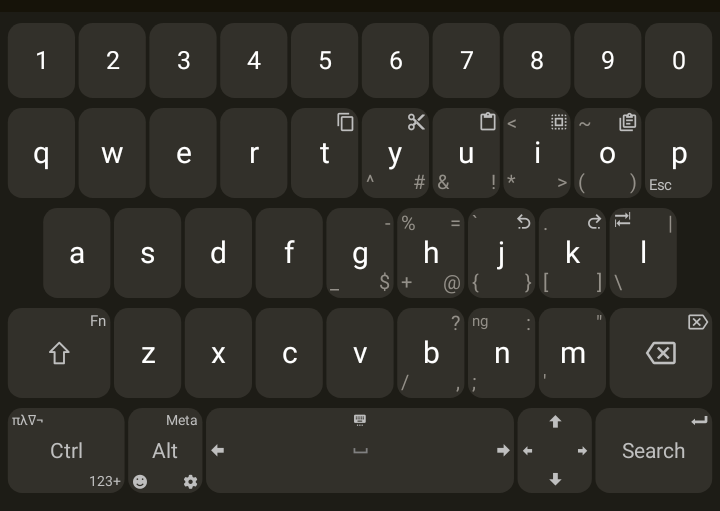 1 2 3 4 5 6 7 8 9 0
q w e r t y ^ # u & ! < i * > ~ o ( ) p Esc
a s d f - g _ $ % = h + @ ` j { } . k [ ] | l \
Fn z x c v ? b / , ng : n ; " m '
πλ∇¬ Ctrl 123+ Meta Alt Search